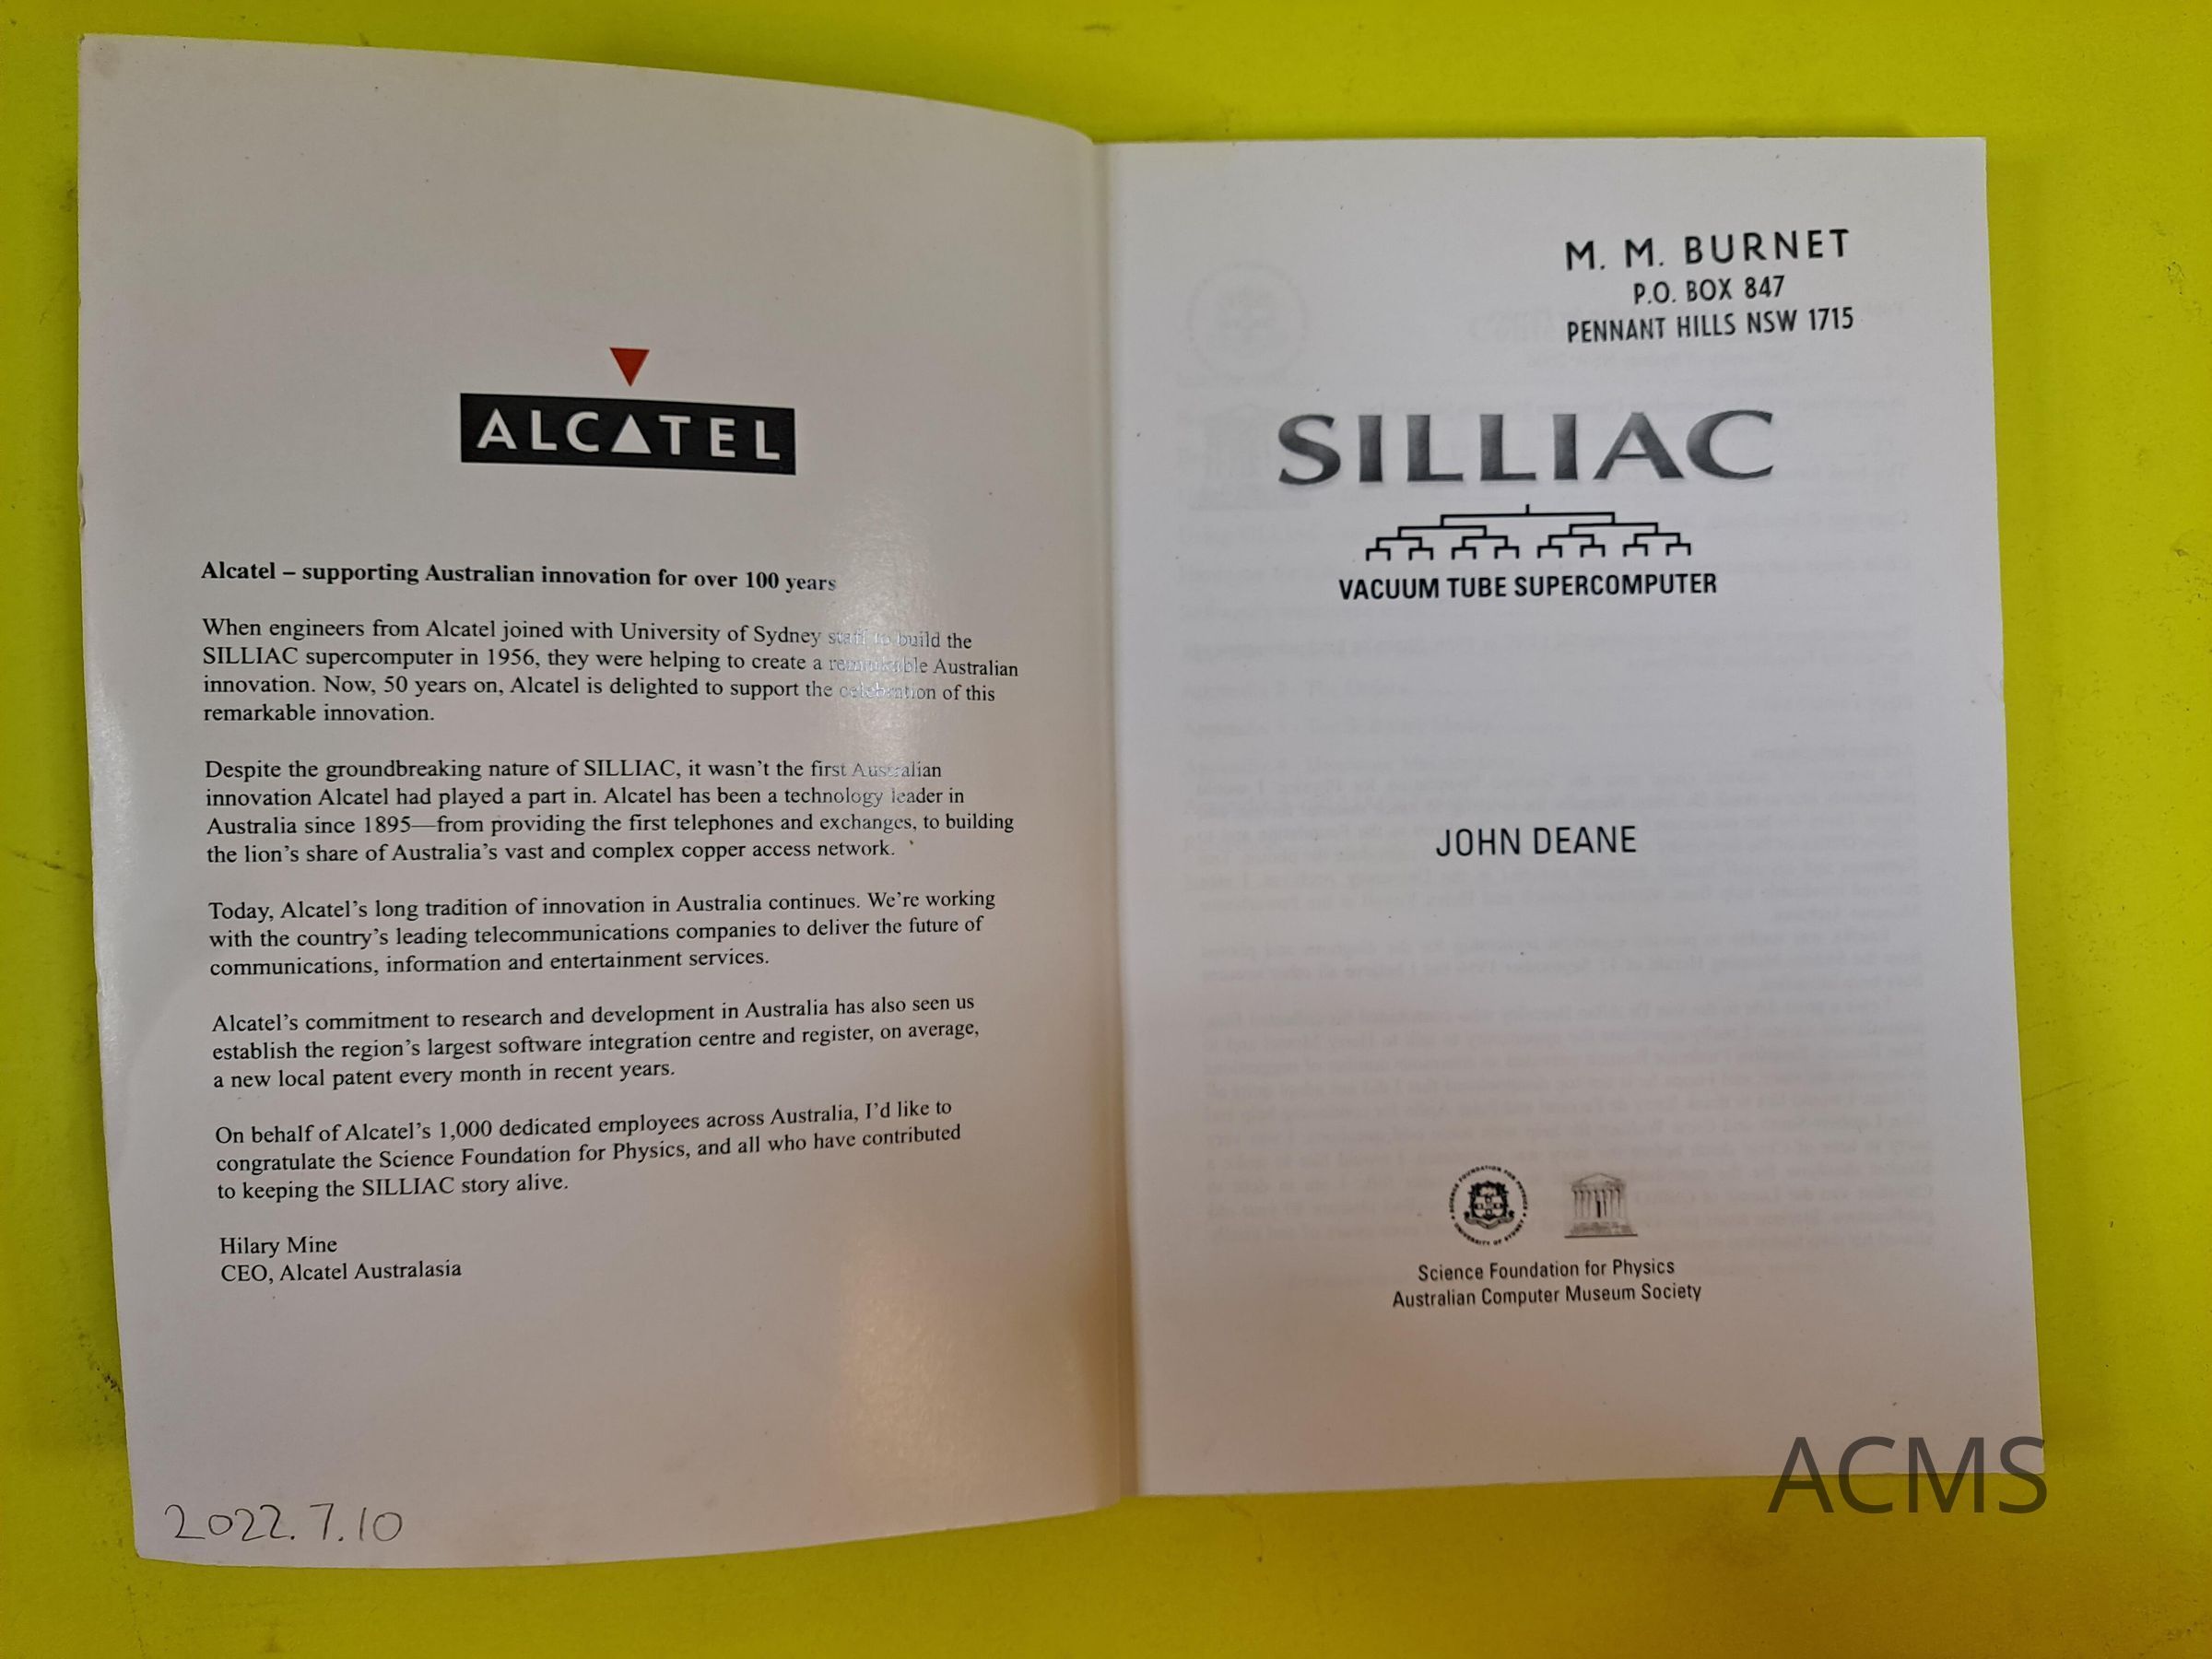 ALCATEL
Alcatel – supporting Australian innovation for over 100 years
When engineers from Alcatel joined with University of Sydney staff to build the
SILLIAC supercomputer in 1956, they were helping to create a remarkable Australian
innovation. Now, 50 years on, Alcatel is delighted to support the celebration of this
remarkable innovation.
Despite the groundbreaking nature of SILLIAC, it wasn't the first Australian
innovation Alcatel had played a part in. Alcatel has been a technology leader in
Australia since 1895—from providing the first telephones and exchanges, to building
the lion's share of Australia's vast and complex copper access network.
Today, Alcatel's long tradition of innovation in Australia continues. We're working
with the country's leading telecommunications companies to deliver the future of
communications, information and entertainment services.
Alcatel's commitment to research and development in Australia has also seen us
establish the region's largest software integration centre and register, on average,
a new local patent every month in recent years.
On behalf of Alcatel's 1,000 dedicated employees across Australia, I'd like to
congratulate the Science Foundation for Physics, and all who have contributed
to keeping the SILLIAC story alive.
Hilary Mine
CEO, Alcatel Australasia
2022.7.10
M. M. BURNET
P.O. BOX 847
PENNANT HILLS NSW 1715
SILLIAC
VACUUM TUBE SUPERCOMPUTER
JOHN DEANE
SCIENCE FOUNDATION FOR PHYSICS
UNIVERSITY OF SYDNEY
Science Foundation for Physics
Australian Computer Museum Society
ACMS